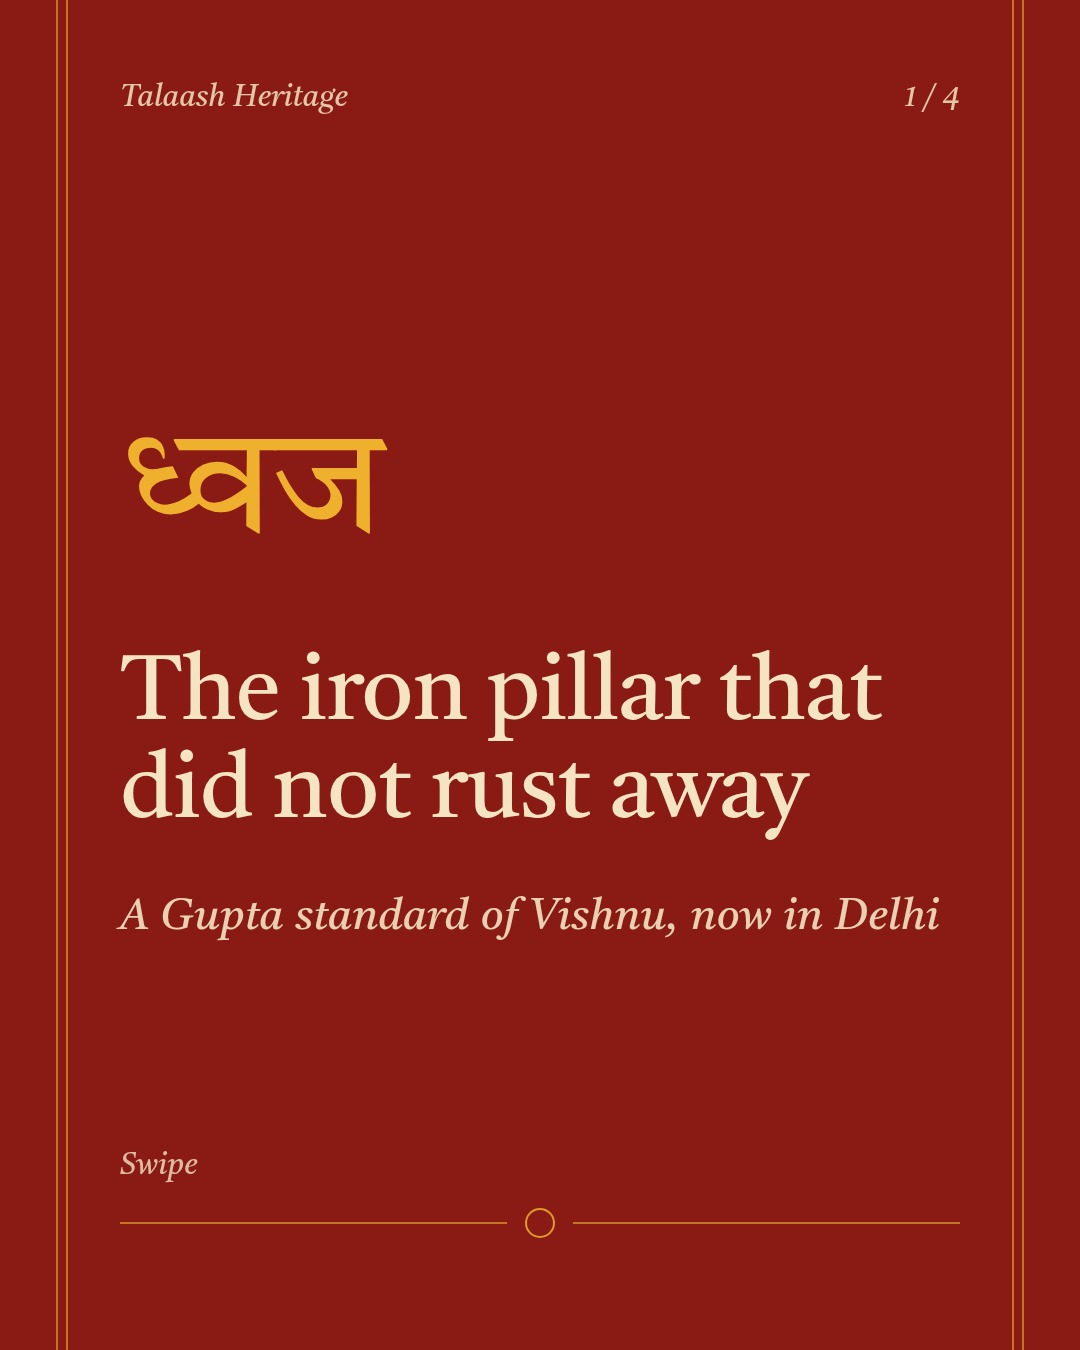 Talaash Heritage
1 / 4
ध्वज
The iron pillar that
did not rust away
A Gupta standard of Vishnu, now in Delhi
Swipe